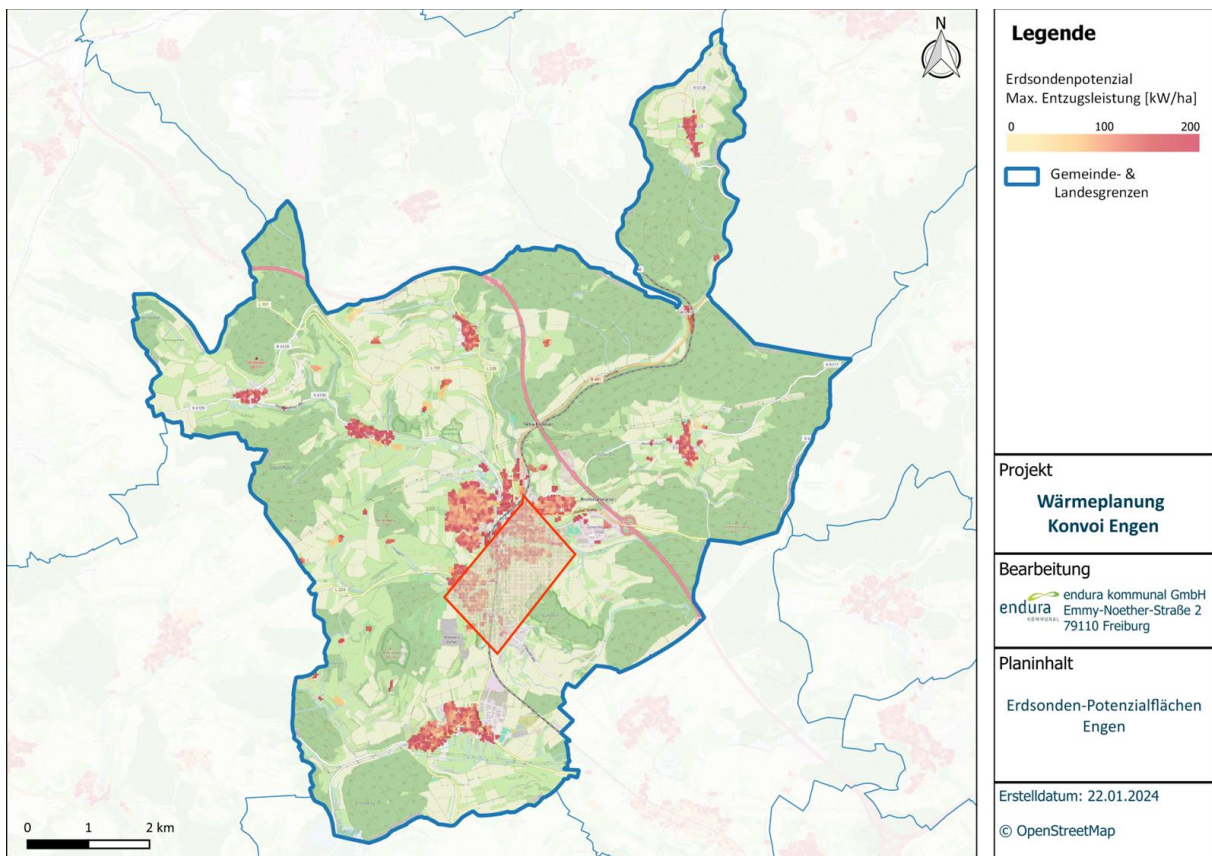 N
0 1 2 km
Legende
Erdsondenpotenzial
Max. Entzugsleistung [kW/ha]
0 100 200
Gemeinde- &
Landesgrenzen
Projekt
Wärmeplanung
Konvoi Engen
Bearbeitung
endura
KOMMUNAL
endura kommunal GmbH
Emmy-Noether-Straße 2
79110 Freiburg
Planinhalt
Erdsonden-Potenzialflächen
Engen
Erstelldatum: 22.01.2024
© OpenStreetMap